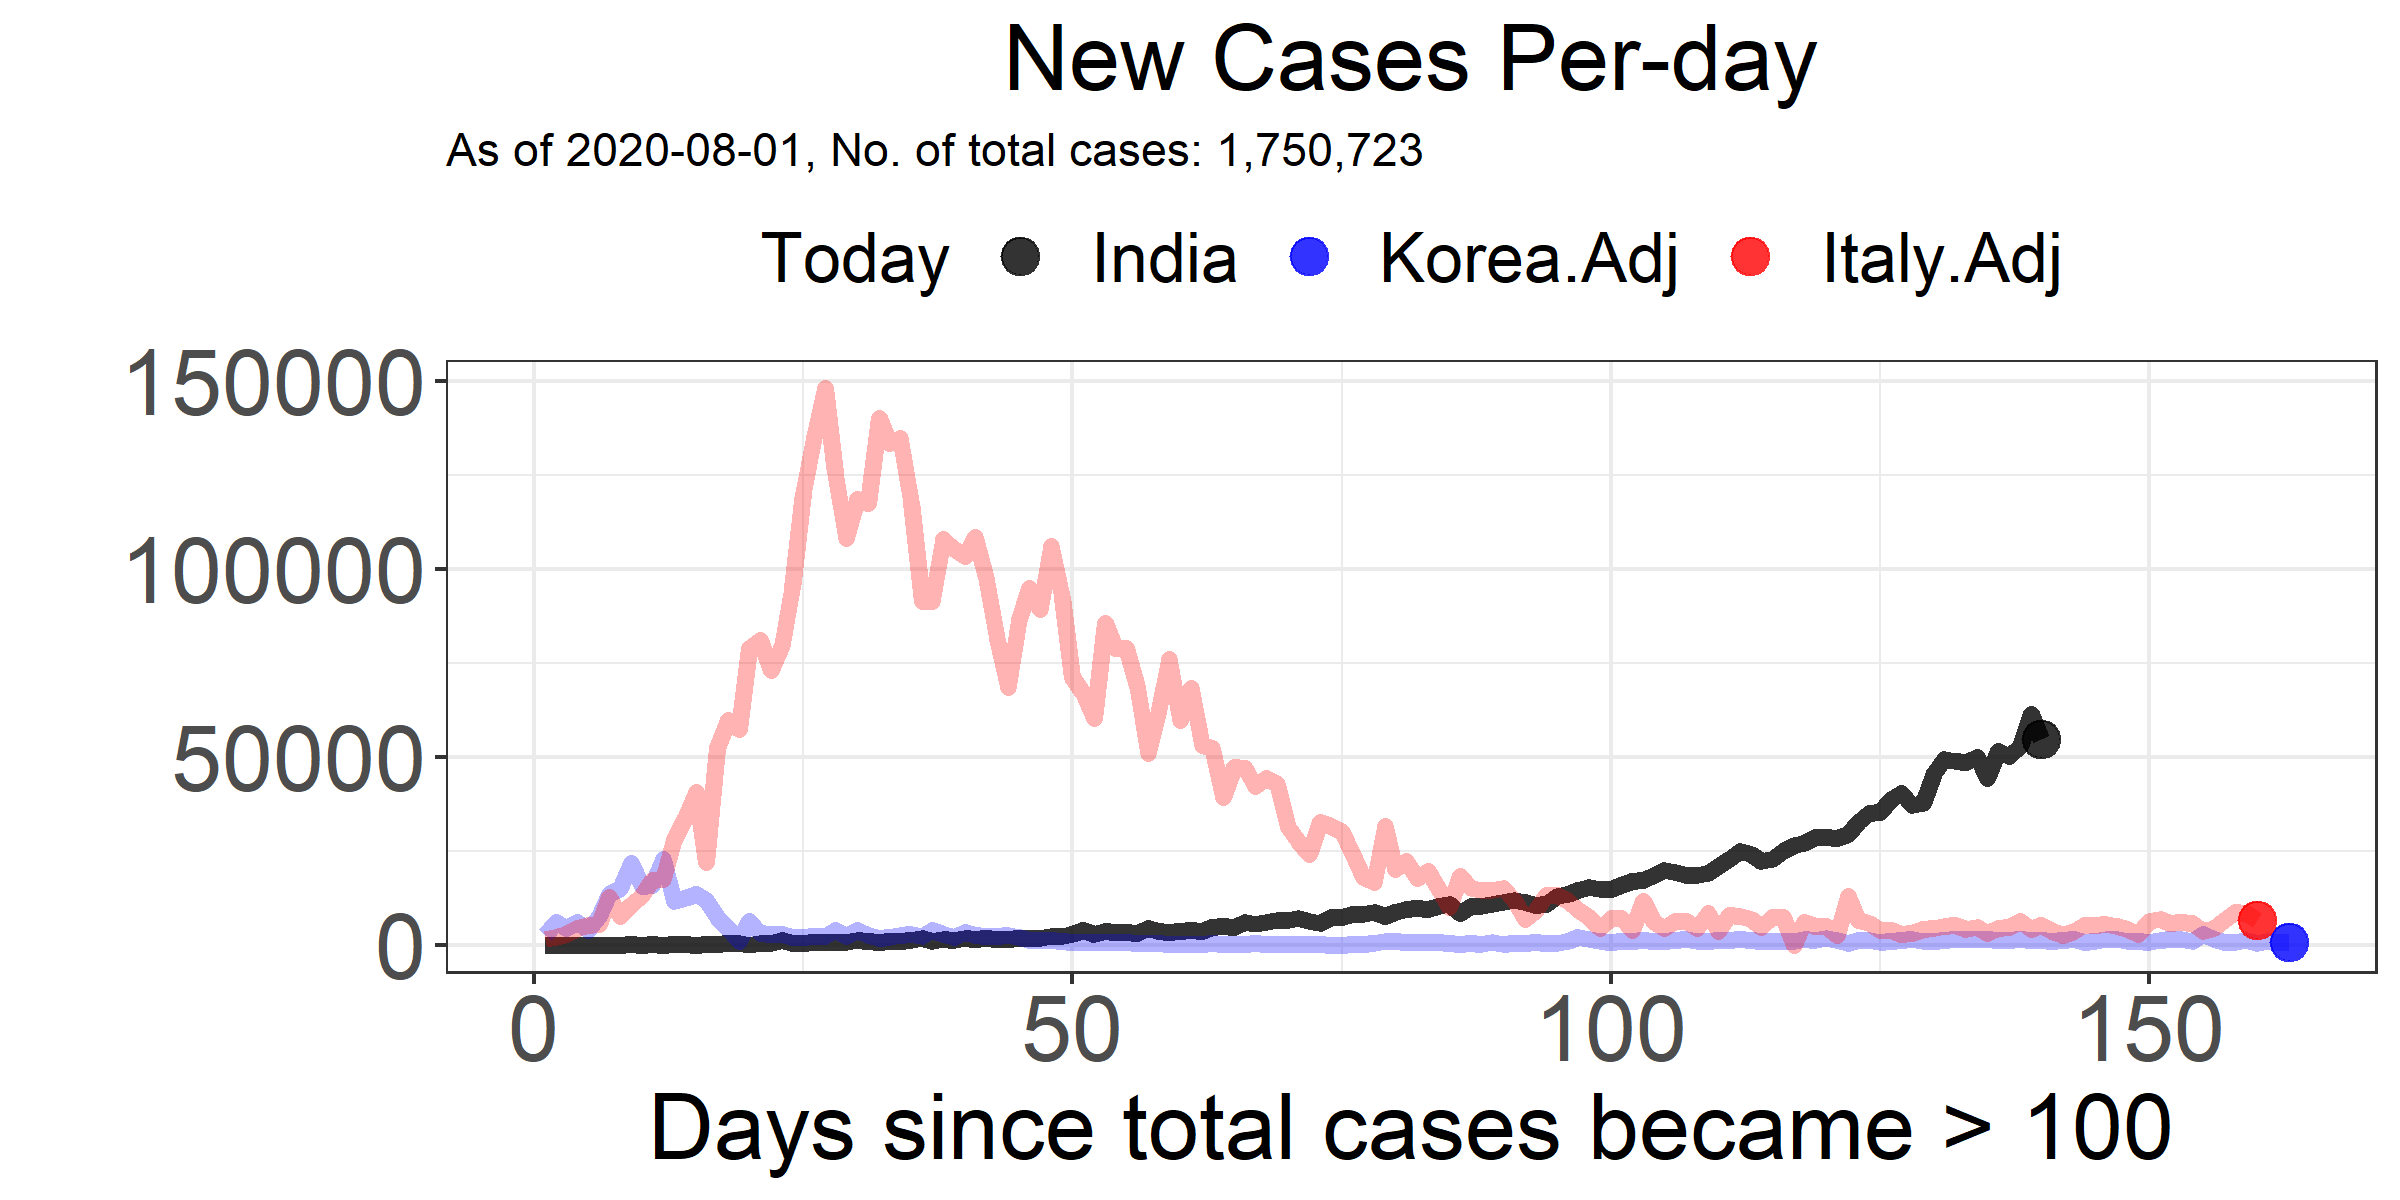 New Cases Per-day
As of 2020-08-01, No. of total cases: 1,750,723
Today India Korea.Adj Italy.Adj
150000
100000
50000
0
0 50 100 150
Days since total cases became > 100